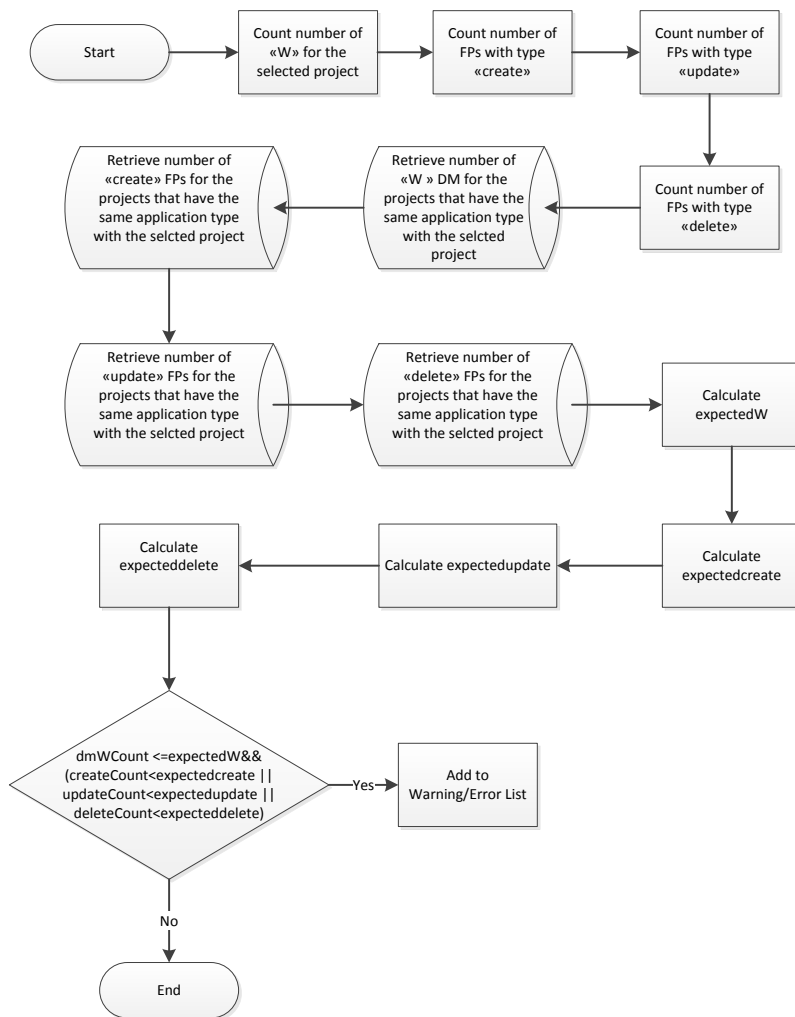 Start
Count number of
«W» for the
selected project
Count number of
FPs with type
«create»
Count number of
FPs with type
«update»
Count number of
FPs with type
«delete»
Retrieve number of
«W » DM for the
projects that have the
same application type
with the selcted
project
Retrieve number of
«create» FPs for the
projects that have the
same application type
with the selcted project
Retrieve number of
«update» FPs for the
projects that have the
same application type
with the selcted project
Retrieve number of
«delete» FPs for the
projects that have the
same application type
with the selcted project
Calculate
expectedW
Calculate
expectedcreate
Calculate expectedupdate
Calculate
expecteddelete
dmWCount <=expectedW&&
(createCount<expectedcreate ||
updateCount<expectedupdate ||
deleteCount<expecteddelete)
Yes
Add to
Warning/Error List
No
End